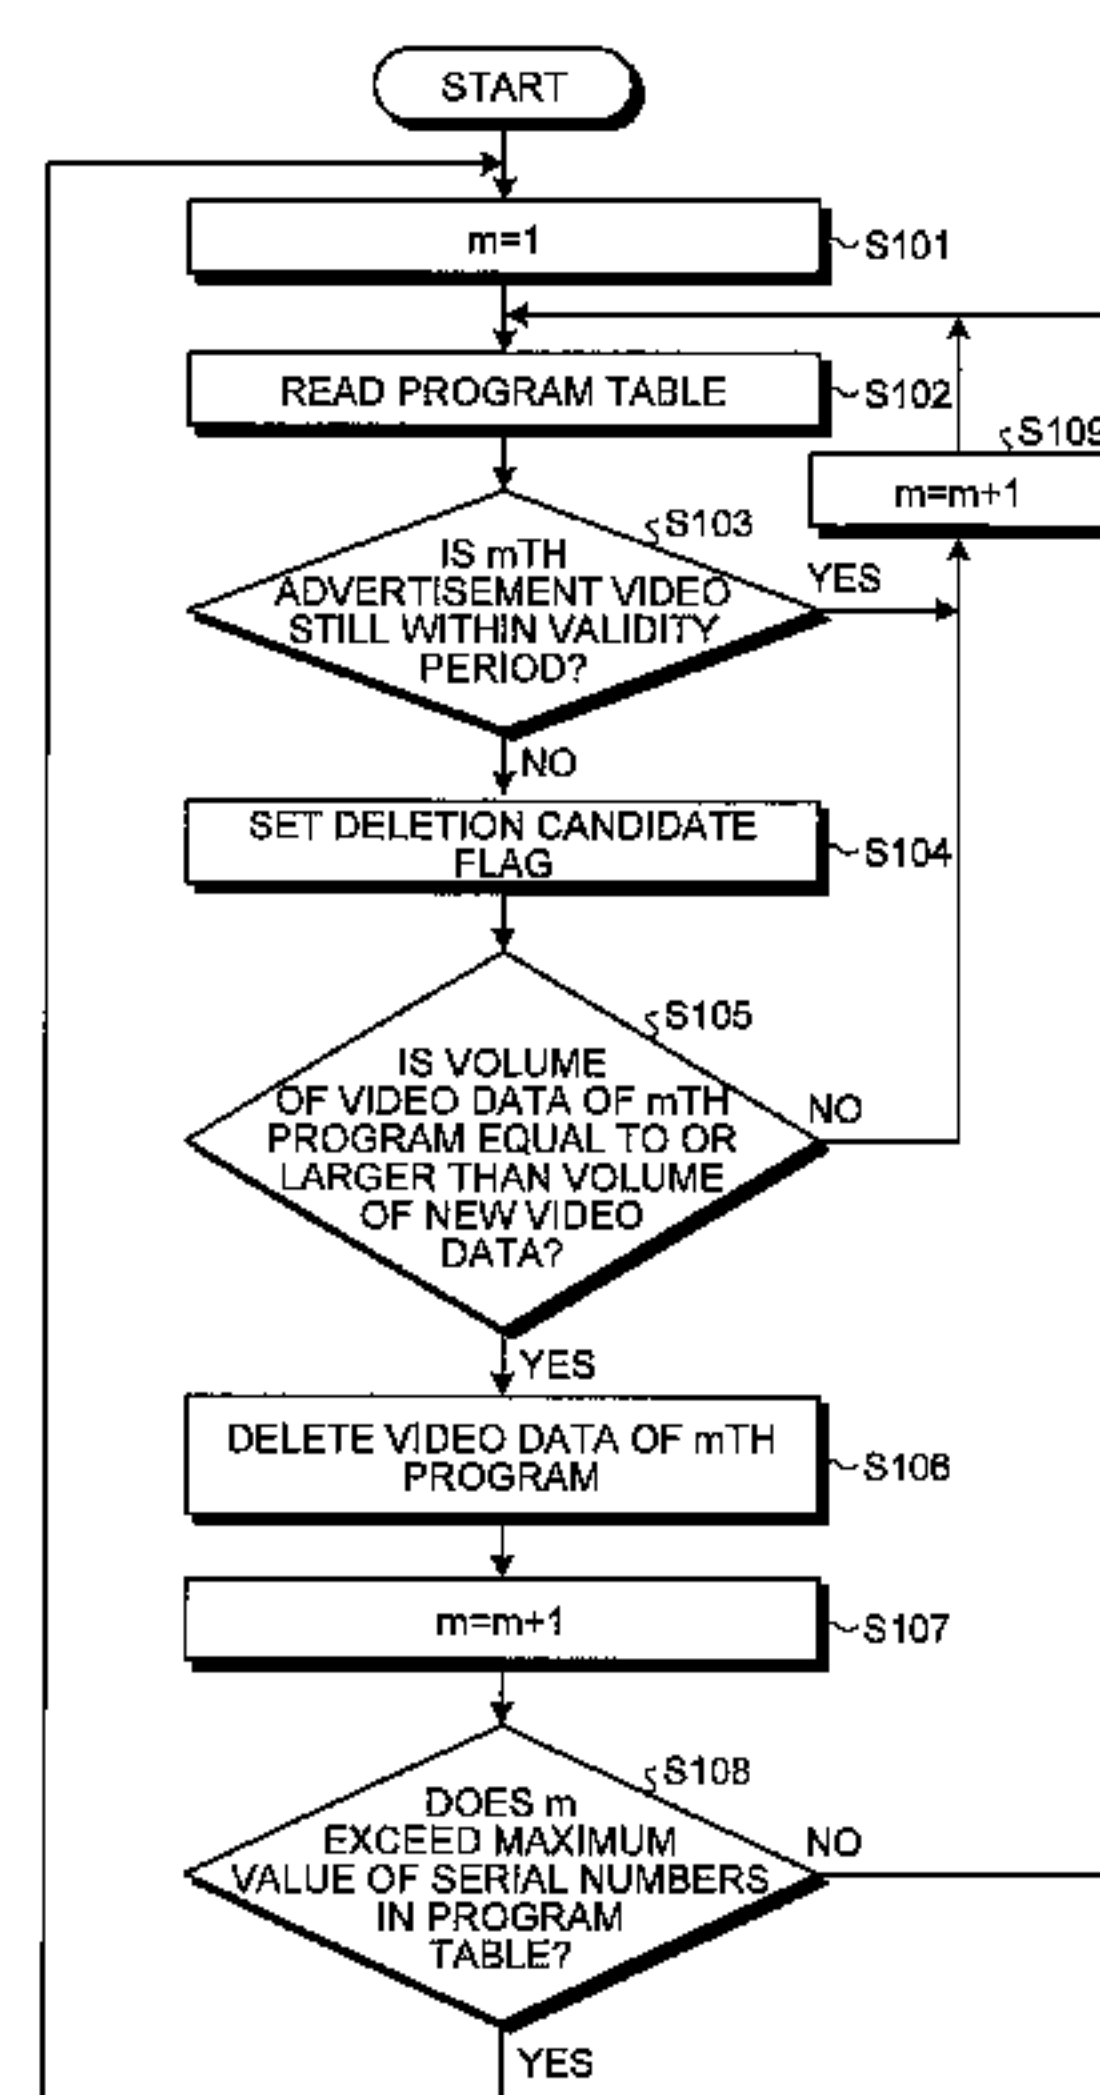 START
m=1
S101
READ PROGRAM TABLE
S102
S109
m=m+1
S103
IS mTH
ADVERTISEMENT VIDEO
STILL WITHIN VALIDITY
PERIOD?
YES
NO
SET DELETION CANDIDATE
FLAG
S104
S105
IS VOLUME
OF VIDEO DATA OF mTH
PROGRAM EQUAL TO OR
LARGER THAN VOLUME
OF NEW VIDEO
DATA?
NO
YES
DELETE VIDEO DATA OF mTH
PROGRAM
S106
m=m+1
S107
S108
DOES m
EXCEED MAXIMUM
VALUE OF SERIAL NUMBERS
IN PROGRAM
TABLE?
NO
YES